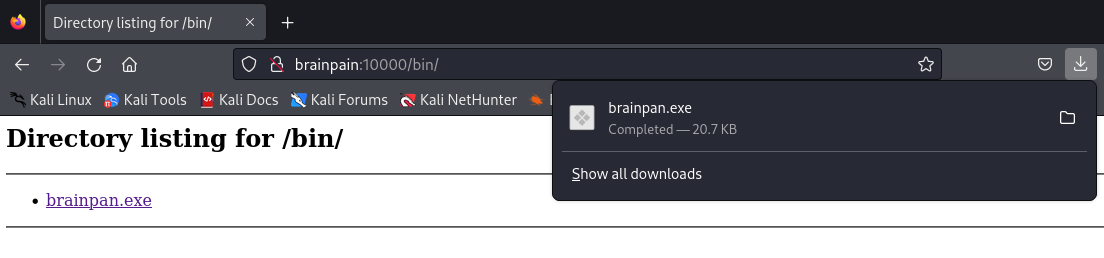 Directory listing for /bin/
brainpain:10000/bin/
Kali Linux Kali Tools Kali Docs Kali Forums Kali NetHunter
brainpan.exe
Completed — 20.7 KB
Show all downloads
Directory listing for /bin/
brainpan.exe